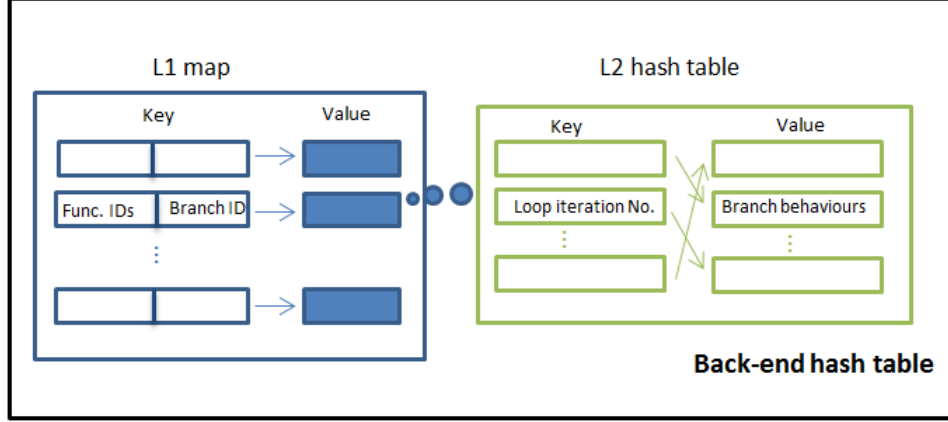 L1 map
L2 hash table
Key
Value
Key
Value
Func. IDs
Branch ID
Loop iteration No.
Branch behaviours
Back-end hash table